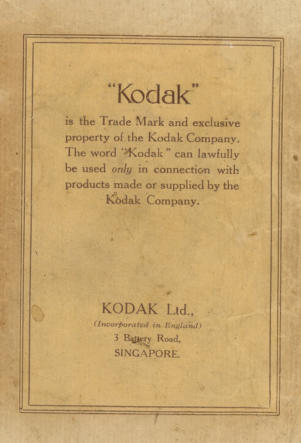 “Kodak”
is the Trade Mark and exclusive
property of the Kodak Company.
The word “Kodak” can lawfully
be used only in connection with
products made or supplied by the
Kodak Company.
KODAK Ltd.,
(Incorporated in England)
3 Battery Road,
SINGAPORE.